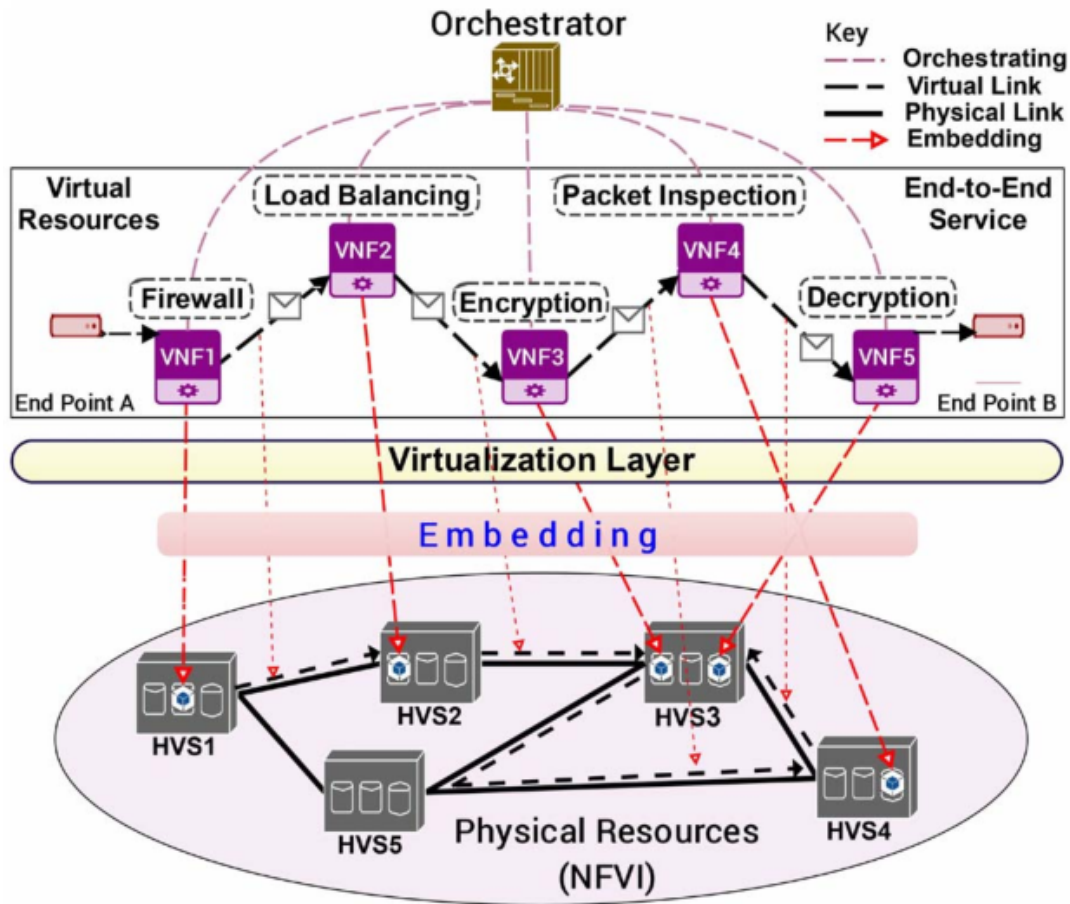 Orchestrator
Key
Orchestrating
Virtual Link
Physical Link
Embedding
Virtual
Resources
Load Balancing
Packet Inspection
End-to-End
Service
VNF2
VNF4
Firewall
Encryption
Decryption
VNF1
VNF3
VNF5
End Point A
End Point B
Virtualization Layer
Embedding
HVS1
HVS2
HVS3
HVS5
HVS4
Physical Resources
(NFVI)